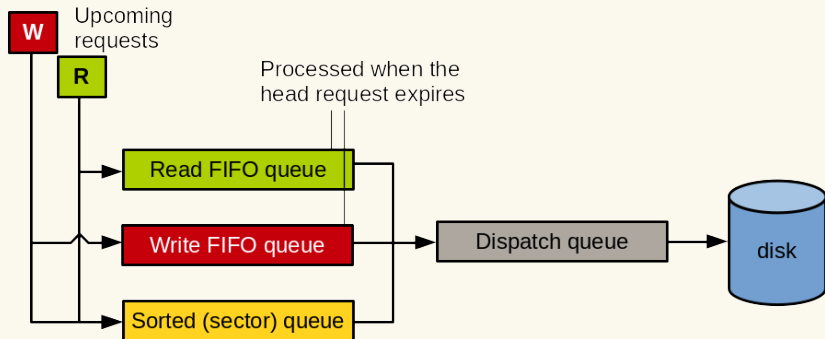 W
Upcoming
requests
R
Processed when the
head request expires
Read FIFO queue
Write FIFO queue
Dispatch queue
disk
Sorted (sector) queue